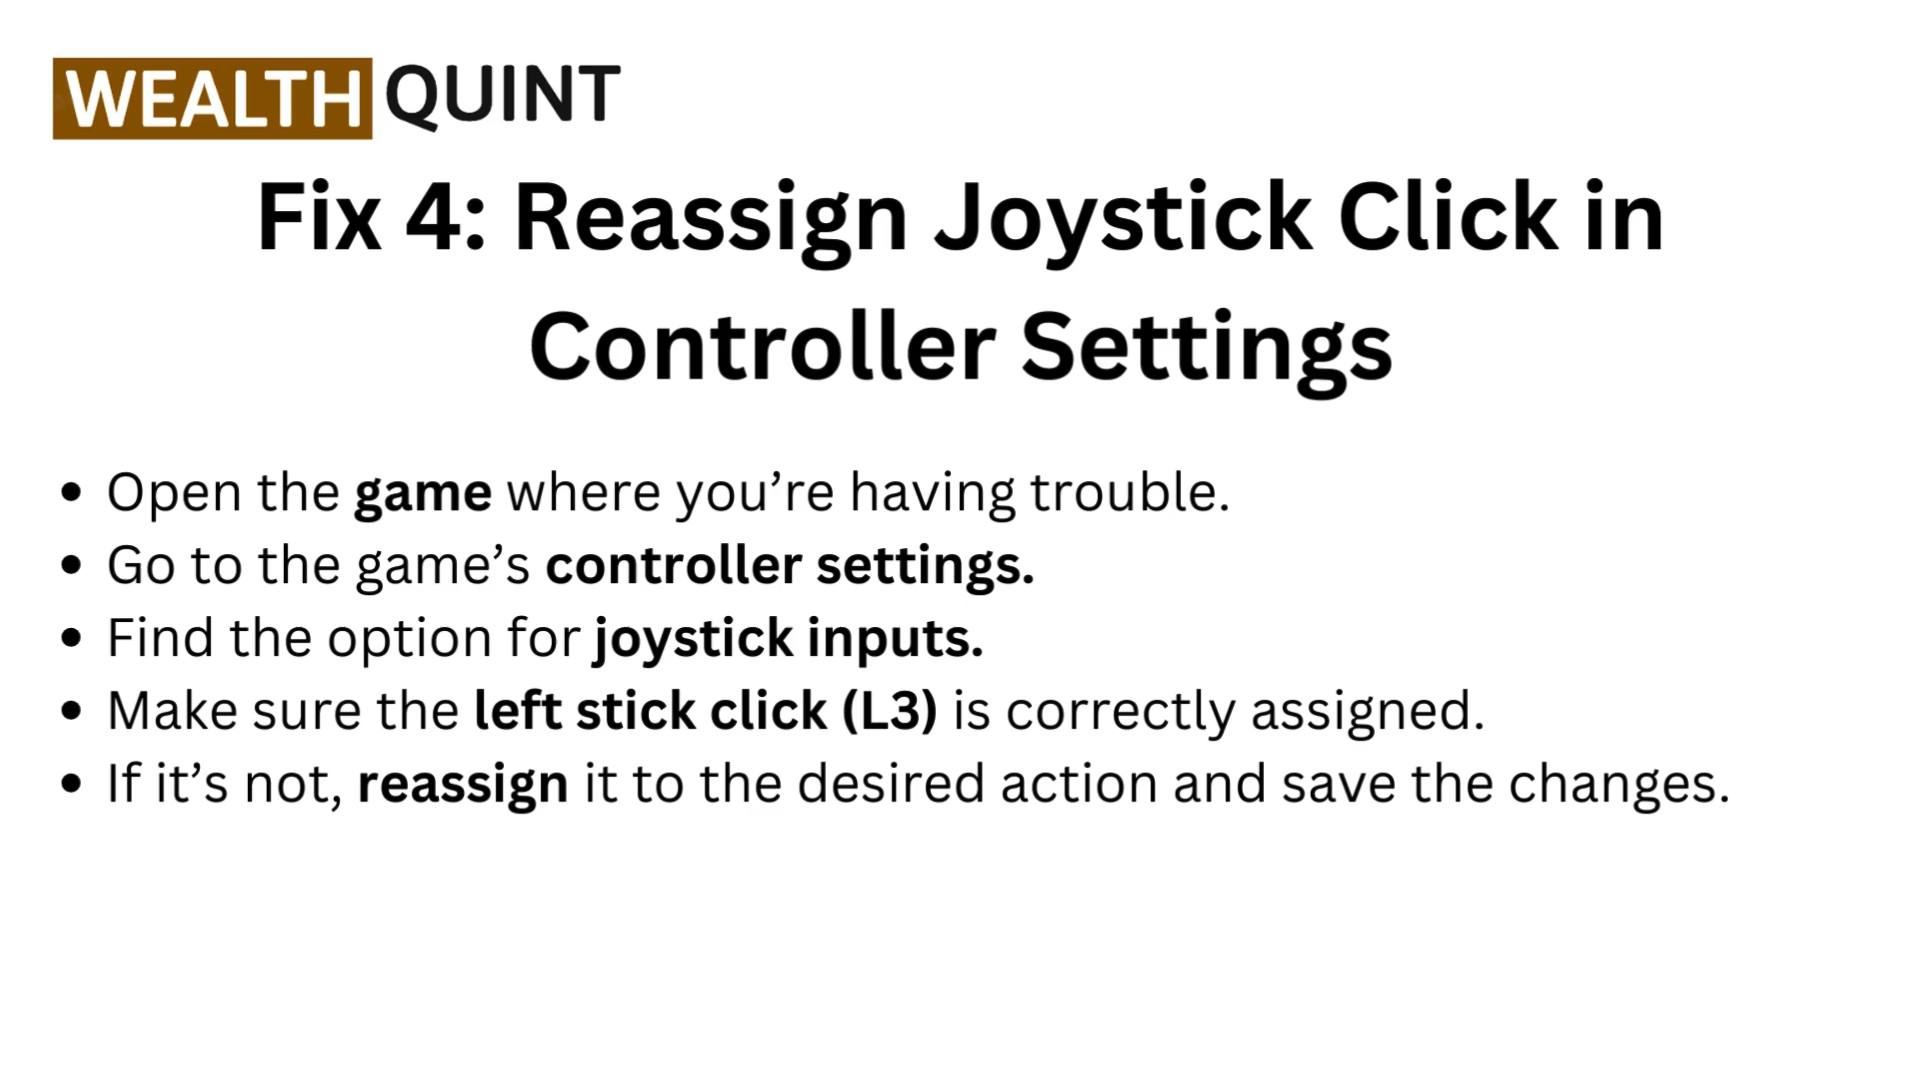 WEALTH QUINT
Fix 4: Reassign Joystick Click in
Controller Settings
• Open the game where you’re having trouble.
• Go to the game’s controller settings.
• Find the option for joystick inputs.
• Make sure the left stick click (L3) is correctly assigned.
• If it’s not, reassign it to the desired action and save the changes.